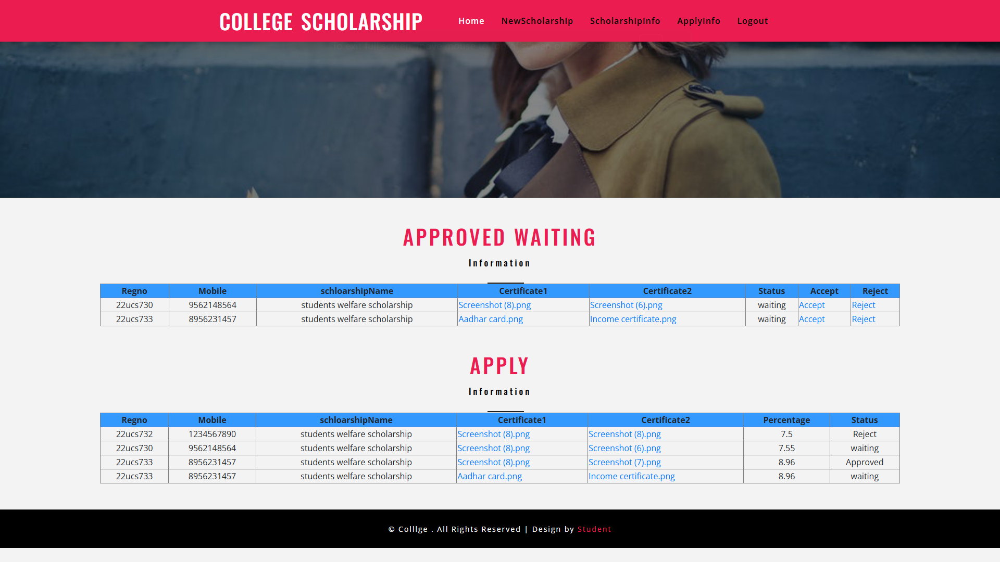 COLLEGE SCHOLARSHIP Home NewScholarship ScholarshipInfo ApplyInfo Logout
APPROVED WAITING
Information
Regno Mobile schloarshipName Certificate1 Certificate2 Status Accept Reject
22ucs730 9562148564 students welfare scholarship Screenshot (8).png Screenshot (6).png waiting Accept Reject
22ucs733 8956231457 students welfare scholarship Aadhar card.png Income certificate.png waiting Accept Reject
APPLY
Information
Regno Mobile schloarshipName Certificate1 Certificate2 Percentage Status
22ucs732 1234567890 students welfare scholarship Screenshot (8).png Screenshot (8).png 7.5 Reject
22ucs730 9562148564 students welfare scholarship Screenshot (8).png Screenshot (6).png 7.55 waiting
22ucs733 8956231457 students welfare scholarship Screenshot (8).png Screenshot (7).png 8.96 Approved
22ucs733 8956231457 students welfare scholarship Aadhar card.png Income certificate.png 8.96 waiting
© Colllge . All Rights Reserved | Design by Student